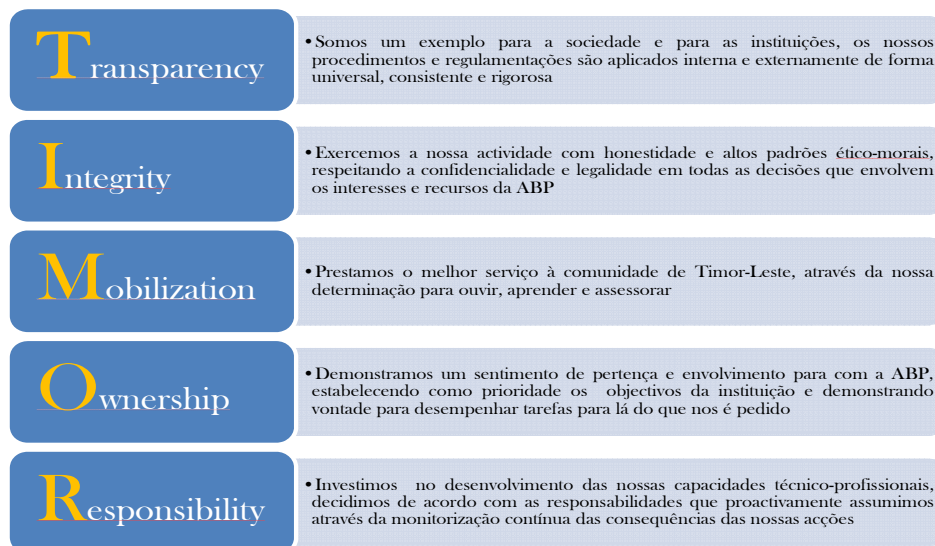 Transparency
•Somos um exemplo para a sociedade e para as instituições, os nossos
procedimentos e regulamentações são aplicados interna e externamente de forma
universal, consistente e rigorosa
Integrity
•Exercemos a nossa actividade com honestidade e altos padrões ético-morais,
respeitando a confidencialidade e legalidade em todas as decisões que envolvem
os interesses e recursos da ABP
Mobilization
•Prestamos o melhor serviço à comunidade de Timor-Leste, através da nossa
determinação para ouvir, aprender e assessorar
Ownership
•Demonstramos um sentimento de pertença e envolvimento para com a ABP,
estabelecendo como prioridade os objectivos da instituição e demonstrando
vontade para desempenhar tarefas para lá do que nos é pedido
Responsibility
•Investimos no desenvolvimento das nossas capacidades técnico-profissionais,
decidimos de acordo com as responsabilidades que proactivamente assumimos
através da monitorização contínua das consequências das nossas acções